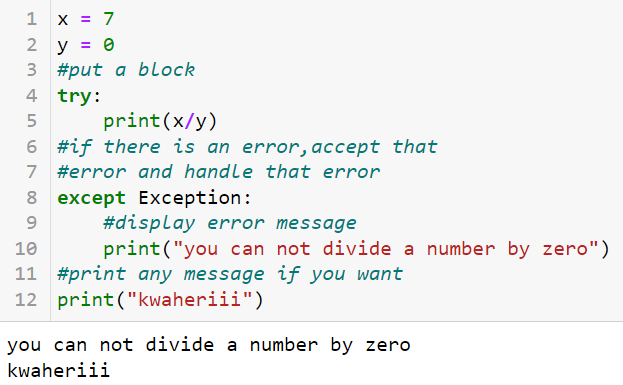 1 x = 7
2 y = 0
3 #put a block
4 try:
5     print(x/y)
6 #if there is an error,accept that
7 #error and handle that error
8 except Exception:
9     #display error message
10     print("you can not divide a number by zero")
11 #print any message if you want
12 print("kwaheriii")
you can not divide a number by zero
kwaheriii